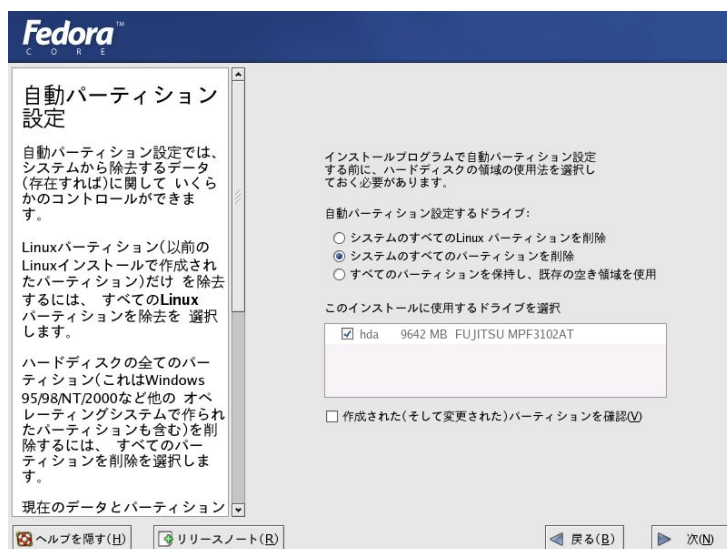 Fedora™
CORE
自動パーティション
設定
自動パーティション設定では、
システムから除去するデータ
(存在すれば)に関して いくら
かのコントロールができま
す。
Linuxパーティション(以前の
Linuxインストールで作成され
たパーティション)だけ を除去
するには、 すべてのLinux
パーティションを除去を 選択
します。
ハードディスクの全てのパー
ティション(これはWindows
95/98/NT/2000など他の オペ
レーティングシステムで作られ
たパーティションも含む)を削
除するには、 すべてのパー
ティションを削除を選択しま
す。
現在のデータとパーティション
インストールプログラムで自動パーティション設定
する前に、ハードディスクの領域の使用法を選択し
ておく必要があります。
自動パーティション設定するドライブ:
システムのすべてのLinux パーティションを削除
システムのすべてのパーティションを削除
すべてのパーティションを保持し、既存の空き領域を使用
このインストールに使用するドライブを選択
hda 9642 MB FUJITSU MPF3102AT
作成された(そして変更された)パーティションを確認(V)
ヘルプを隠す(H)
リリースノート(R)
戻る(B)
次(N)